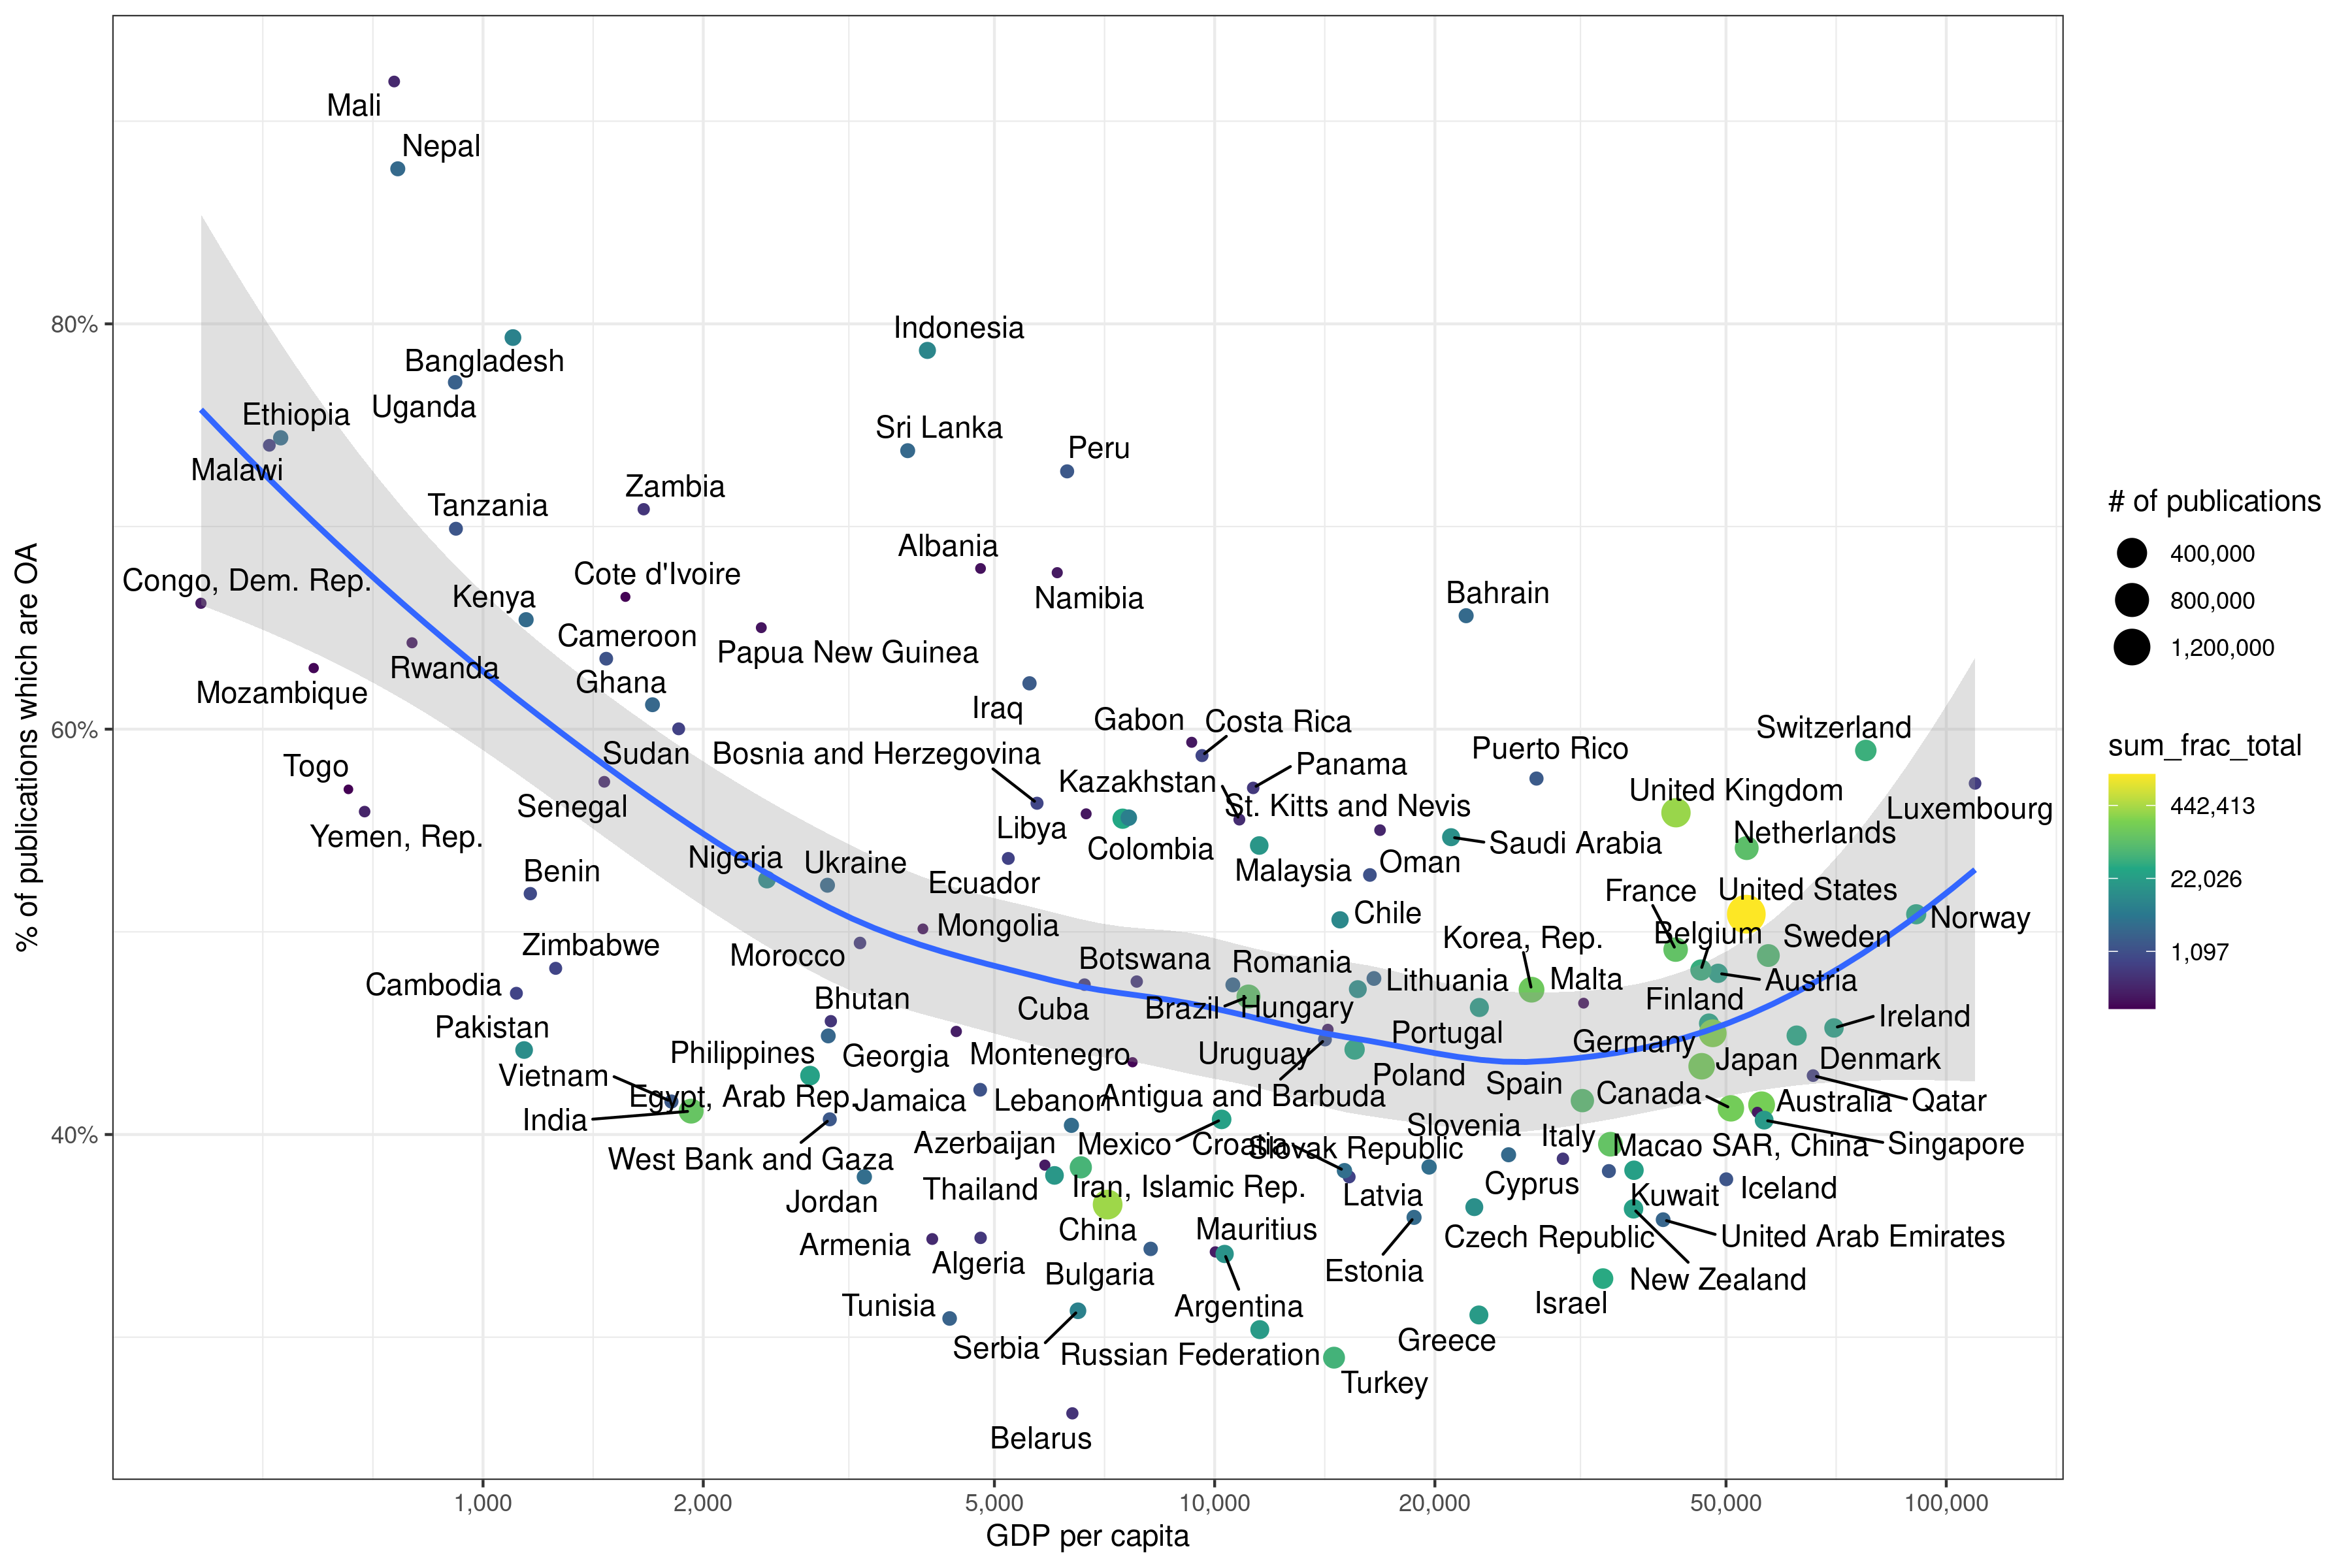 Mali
Nepal
80%
Indonesia
Bangladesh
Uganda
Ethiopia
Sri Lanka
Peru
Malawi
Zambia
Tanzania
Albania
Congo, Dem. Rep.
Cote d'Ivoire
Kenya
Namibia
Bahrain
Cameroon
Papua New Guinea
Rwanda
Ghana
Mozambique
Iraq
60%
Gabon
Costa Rica
Switzerland
Sudan
Bosnia and Herzegovina
Puerto Rico
Togo
Panama
Kazakhstan
United Kingdom
Senegal
St. Kitts and Nevis
Luxembourg
Yemen, Rep.
Libya
Netherlands
Colombia
Saudi Arabia
Nigeria
Ukraine
Oman
Benin
Malaysia
Ecuador
France
United States
Chile
Norway
Mongolia
Zimbabwe
Korea, Rep.
Belgium
Sweden
Morocco
Botswana
Romania
Cambodia
Lithuania
Malta
Austria
Bhutan
Cuba
Brazil
Hungary
Finland
Pakistan
Ireland
Philippines
Georgia
Montenegro
Uruguay
Portugal
Germany
Japan
Denmark
Vietnam
Poland
Spain
Egypt, Arab Rep.
Jamaica
Lebanon
Antigua and Barbuda
Canada
Australia
Qatar
India
40%
Slovenia
Azerbaijan
Mexico
Croatia
Slovak Republic
Italy
Macao SAR, China
Singapore
West Bank and Gaza
Jordan
Thailand
Iran, Islamic Rep.
Latvia
Cyprus
Kuwait
Iceland
China
Mauritius
Armenia
Czech Republic
United Arab Emirates
Algeria
Bulgaria
Estonia
New Zealand
Tunisia
Argentina
Israel
Serbia
Russian Federation
Greece
Turkey
Belarus
1,000
2,000
5,000
10,000
20,000
50,000
100,000
GDP per capita
% of publications which are OA
# of publications
400,000
800,000
1,200,000
sum_frac_total
442,413
22,026
1,097